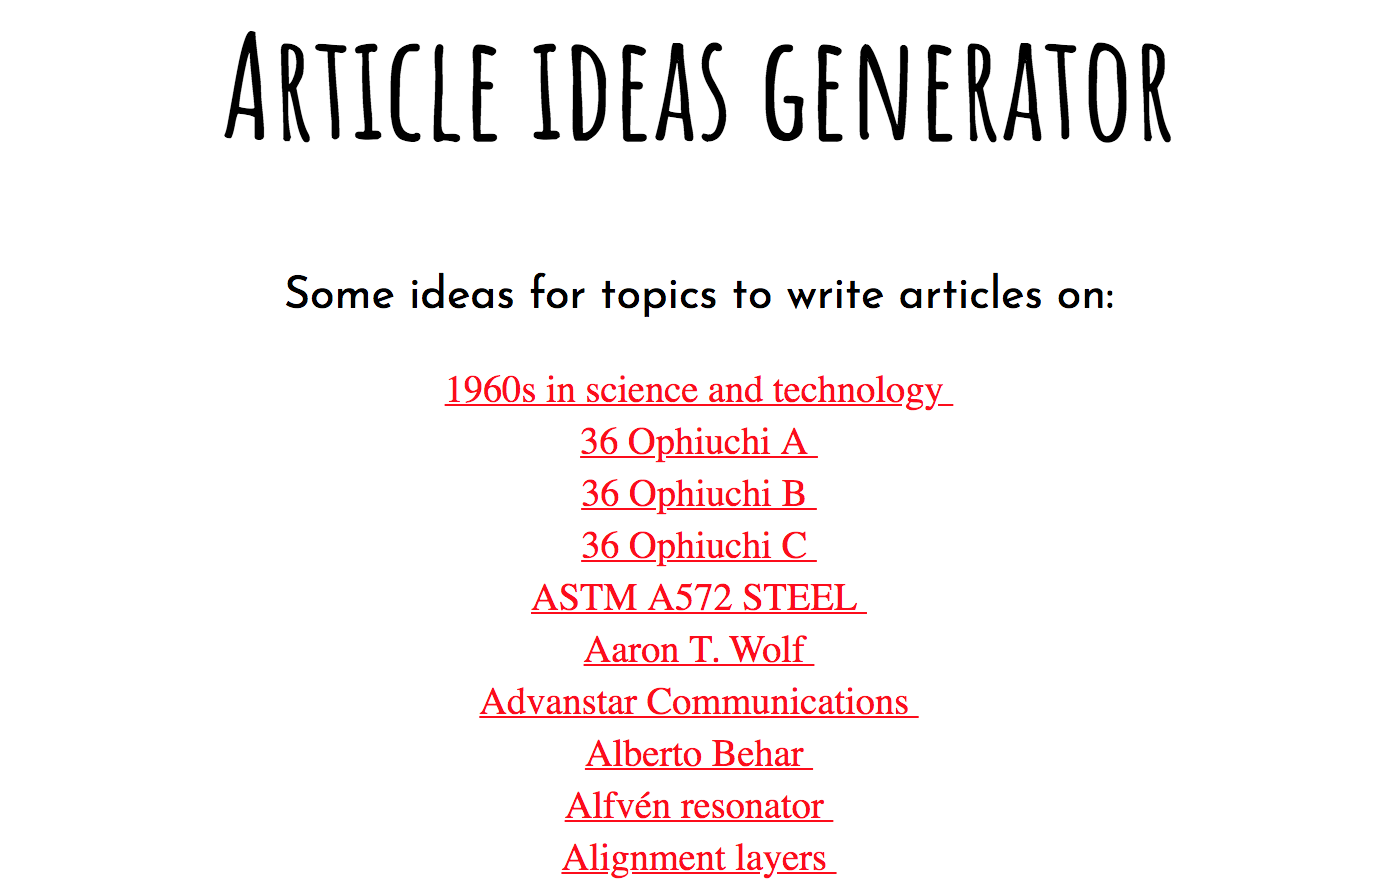 Article ideas generator
Some ideas for topics to write articles on:
1960s in science and technology
36 Ophiuchi A
36 Ophiuchi B
36 Ophiuchi C
ASTM A572 STEEL
Aaron T. Wolf
Advanstar Communications
Alberto Behar
Alfvén resonator
Alignment layers